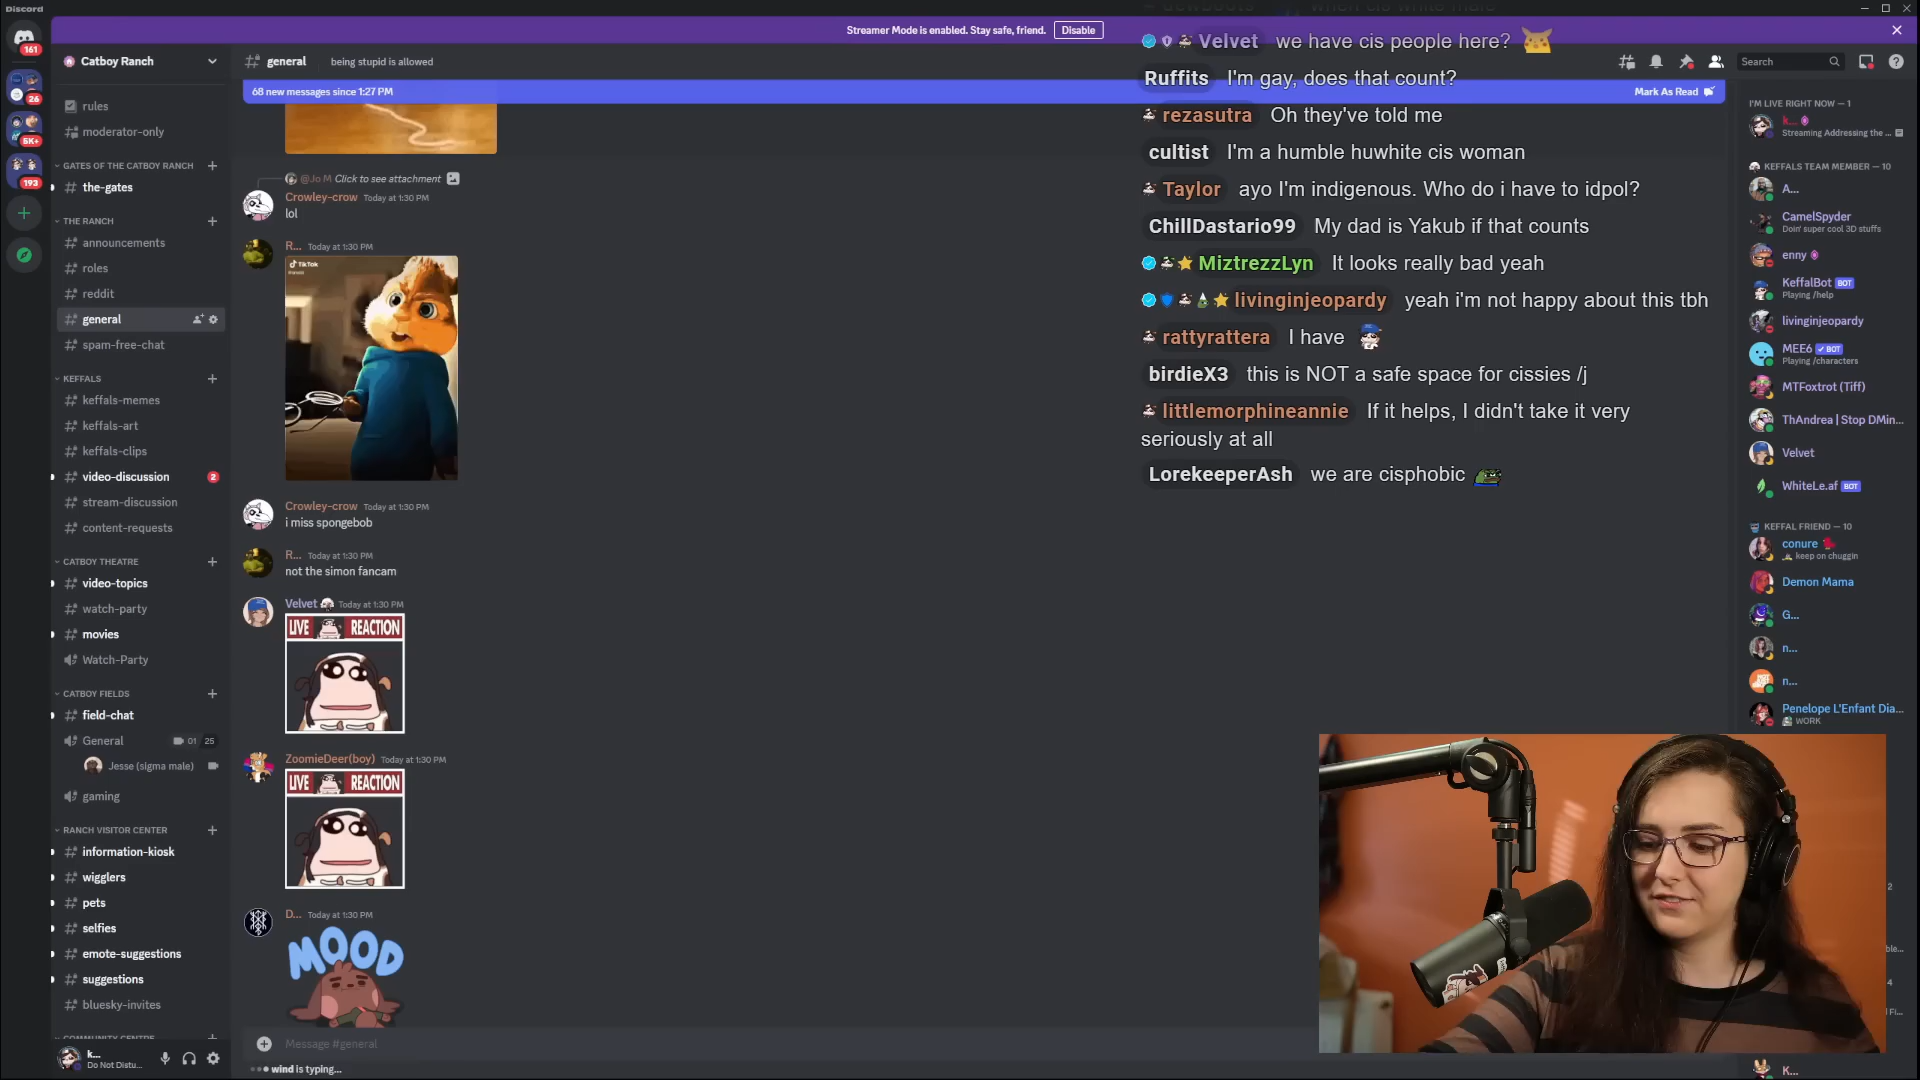 Discord
161
26
5K+
193
Streamer Mode is enabled. Stay safe, friend.
Disable
Catboy Ranch
general
being stupid is allowed
Search
68 new messages since 1:27 PM
Mark As Read
rules
moderator-only
GATES OF THE CATBOY RANCH
the-gates
THE RANCH
announcements
roles
reddit
general
spam-free-chat
KEFFALS
keffals-memes
keffals-art
keffals-clips
video-discussion
2
stream-discussion
content-requests
CATBOY THEATRE
video-topics
watch-party
movies
Watch-Party
CATBOY FIELDS
field-chat
General
01 25
Jesse (sigma male)
gaming
RANCH VISITOR CENTER
information-kiosk
wigglers
pets
selfies
emote-suggestions
suggestions
bluesky-invites
COMMUNITY CENTRE
k...
Do Not Distu...
@Jo M Click to see attachment
Crowley-crow Today at 1:30 PM
lol
R... Today at 1:30 PM
TikTok
Crowley-crow Today at 1:30 PM
i miss spongebob
R... Today at 1:30 PM
not the simon fancam
Velvet Today at 1:30 PM
LIVE REACTION
ZoomieDeer(boy) Today at 1:30 PM
LIVE REACTION
D... Today at 1:30 PM
MOOD
Message #general
wind is typing...
Velvet we have cis people here?
Ruffits I'm gay, does that count?
rezasutra Oh they've told me
cultist I'm a humble huwhite cis woman
Taylor ayo I'm indigenous. Who do i have to idpol?
ChillDastario99 My dad is Yakub if that counts
MiztrezzLyn It looks really bad yeah
livinginjeopardy yeah i'm not happy about this tbh
rattyrattera I have
birdieX3 this is NOT a safe space for cissies /j
littlemorphineannie If it helps, I didn't take it very
seriously at all
LorekeeperAsh we are cisphobic
I'M LIVE RIGHT NOW — 1
k...
Streaming Addressing the ...
KEFFALS TEAM MEMBER — 10
A...
CamelSpyder
Doin' super cool 3D stuffs
enny
KeffalBot BOT
Playing /help
livinginjeopardy
MEE6 BOT
Playing /characters
MTFoxtrot (Tiff)
ThAndrea | Stop DMin...
Velvet
WhiteLe.af BOT
KEFFAL FRIEND — 10
conure
keep on chuggin
Demon Mama
G...
n...
n...
Penelope L'Enfant Dia...
WORK
2
ble...
4
Fi...
K...